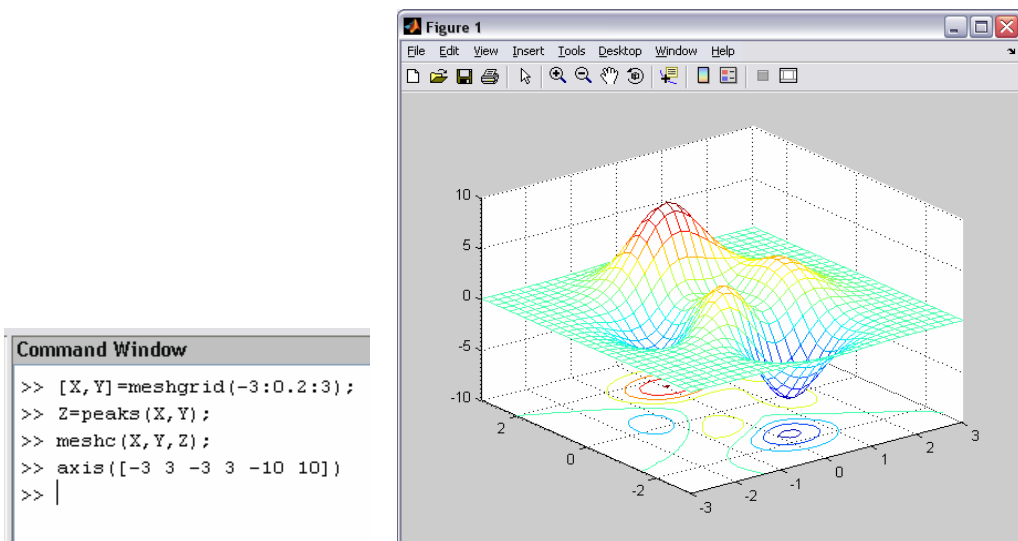 Command Window
>> [X,Y]=meshgrid(-3:0.2:3);
>> Z=peaks(X,Y);
>> meshc(X,Y,Z);
>> axis([-3 3 -3 3 -10 10])
>>
Figure 1
File Edit View Insert Tools Desktop Window Help
10
5
0
-5
-10
2
0
-2
-3
-2
-1
0
1
2
3